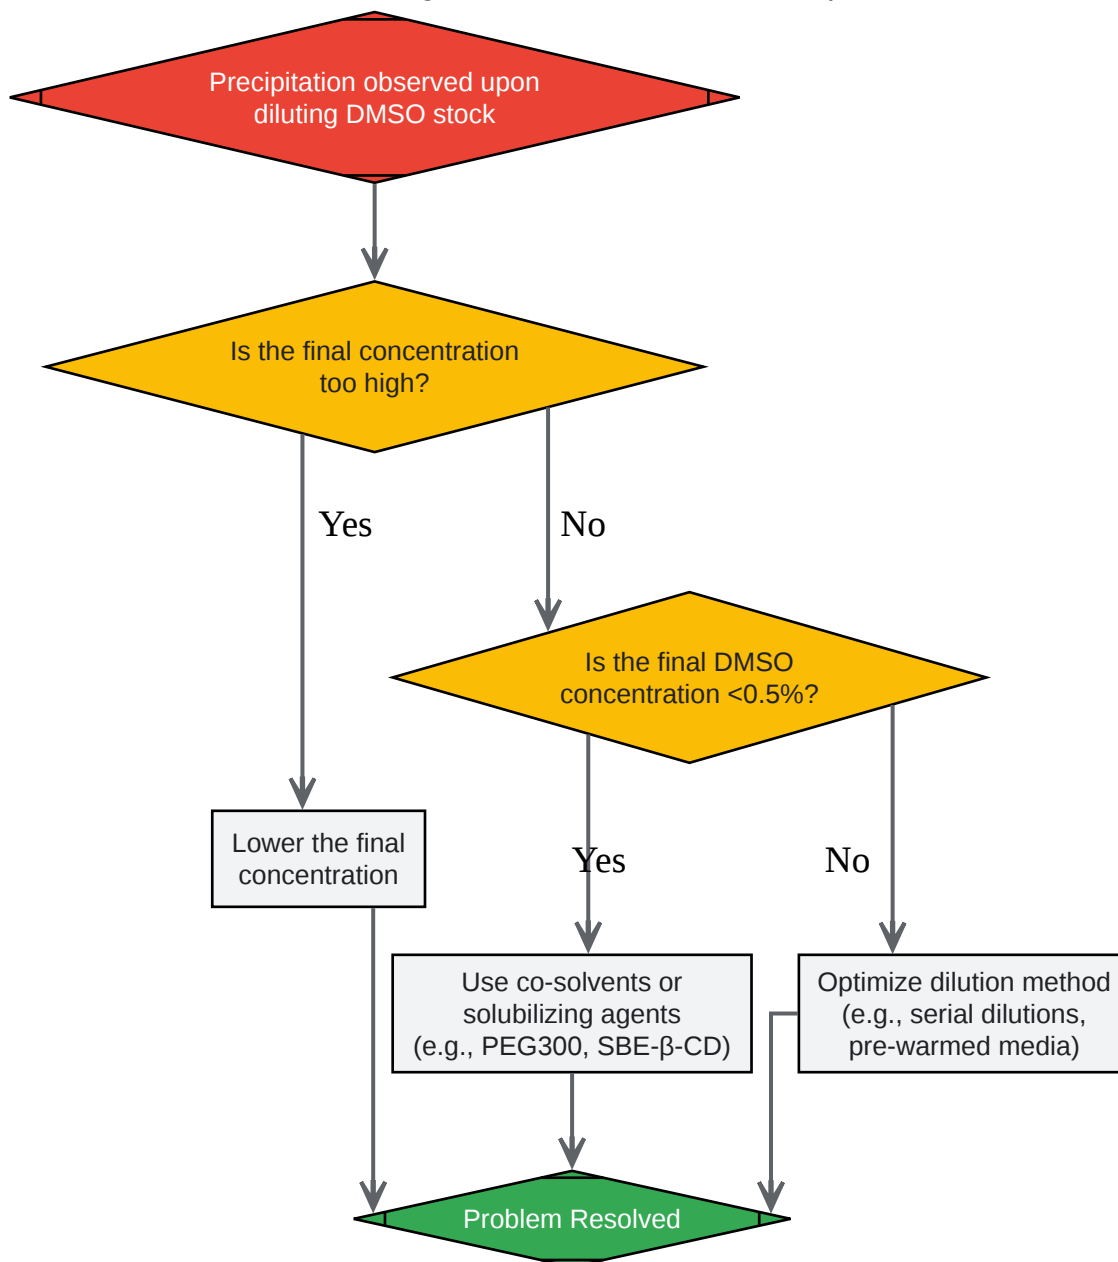 Precipitation observed upon
diluting DMSO stock
Is the final concentration
too high?
Yes
No
Is the final DMSO
concentration <0.5%?
Lower the final
concentration
Yes
No
Use co-solvents or
solubilizing agents
(e.g., PEG300, SBE-β-CD)
Optimize dilution method
(e.g., serial dilutions,
pre-warmed media)
Problem Resolved